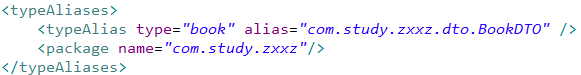 <typeAliases>
<typeAlias type="book" alias="com.study.zxxz.dto.BookDTO" />
<package name="com.study.zxxz"/>
</typeAliases>